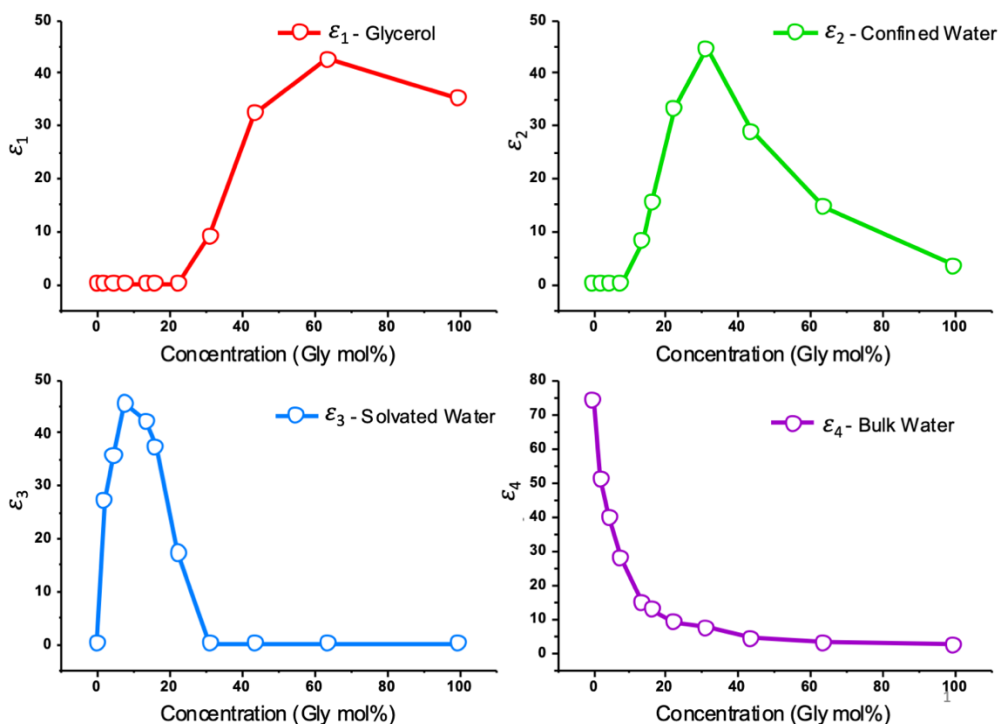 50
40
30
20
10
0
ε1
ε1 - Glycerol
0 20 40 60 80 100
Concentration (Gly mol%)
50
40
30
20
10
0
ε2
ε2 - Confined Water
0 20 40 60 80 100
Concentration (Gly mol%)
50
40
30
20
10
0
ε3
ε3 - Solvated Water
0 20 40 60 80 100
Concentration (Gly mol%)
80
70
60
50
40
30
20
10
0
ε4
ε4 - Bulk Water
0 20 40 60 80 100
Concentration (Gly mol%)
1